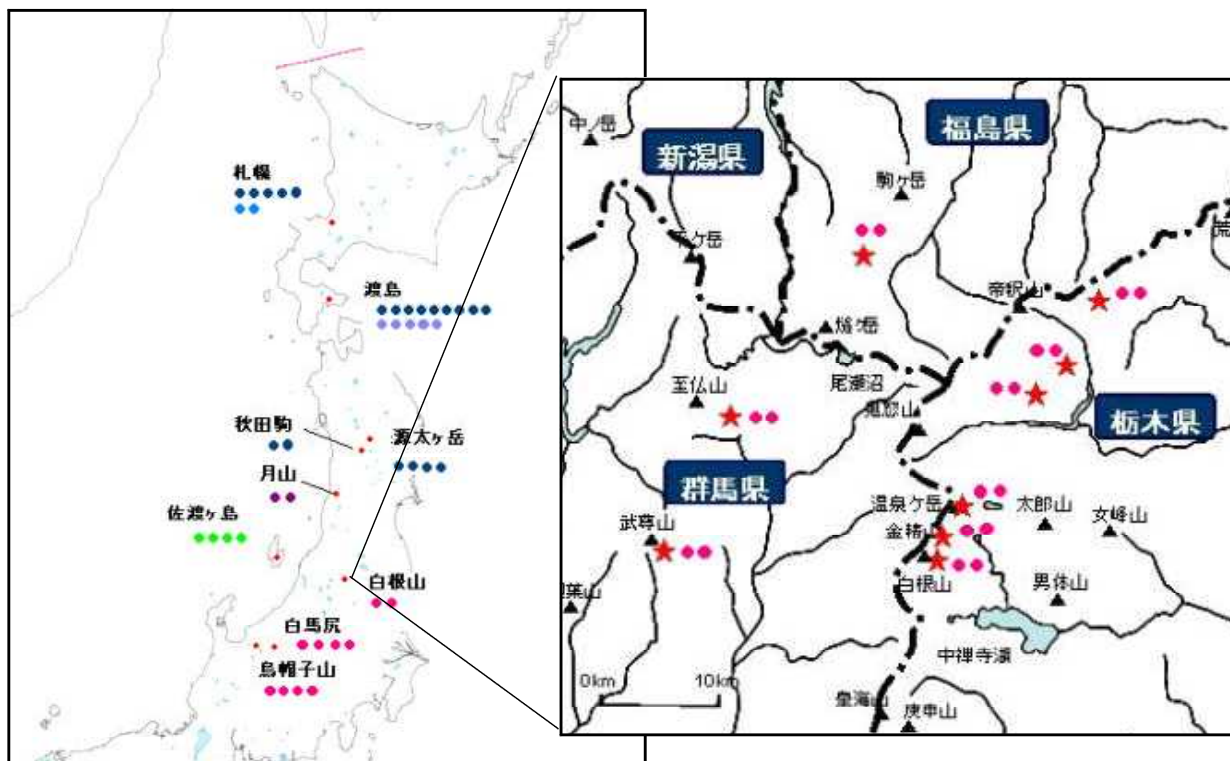 札幌
渡島
秋田駒
源太ヶ岳
月山
佐渡ヶ島
白根山
白馬尻
烏帽子山
新潟県
福島県
中ノ岳
駒ヶ岳
帝釈山
燧ケ岳
尾瀬沼
至仏山
栃木県
群馬県
温泉ケ岳
太郎山
女峰山
武尊山
金精
白根山
男体山
中禅寺湖
0km
10km
皇海山
庚申山